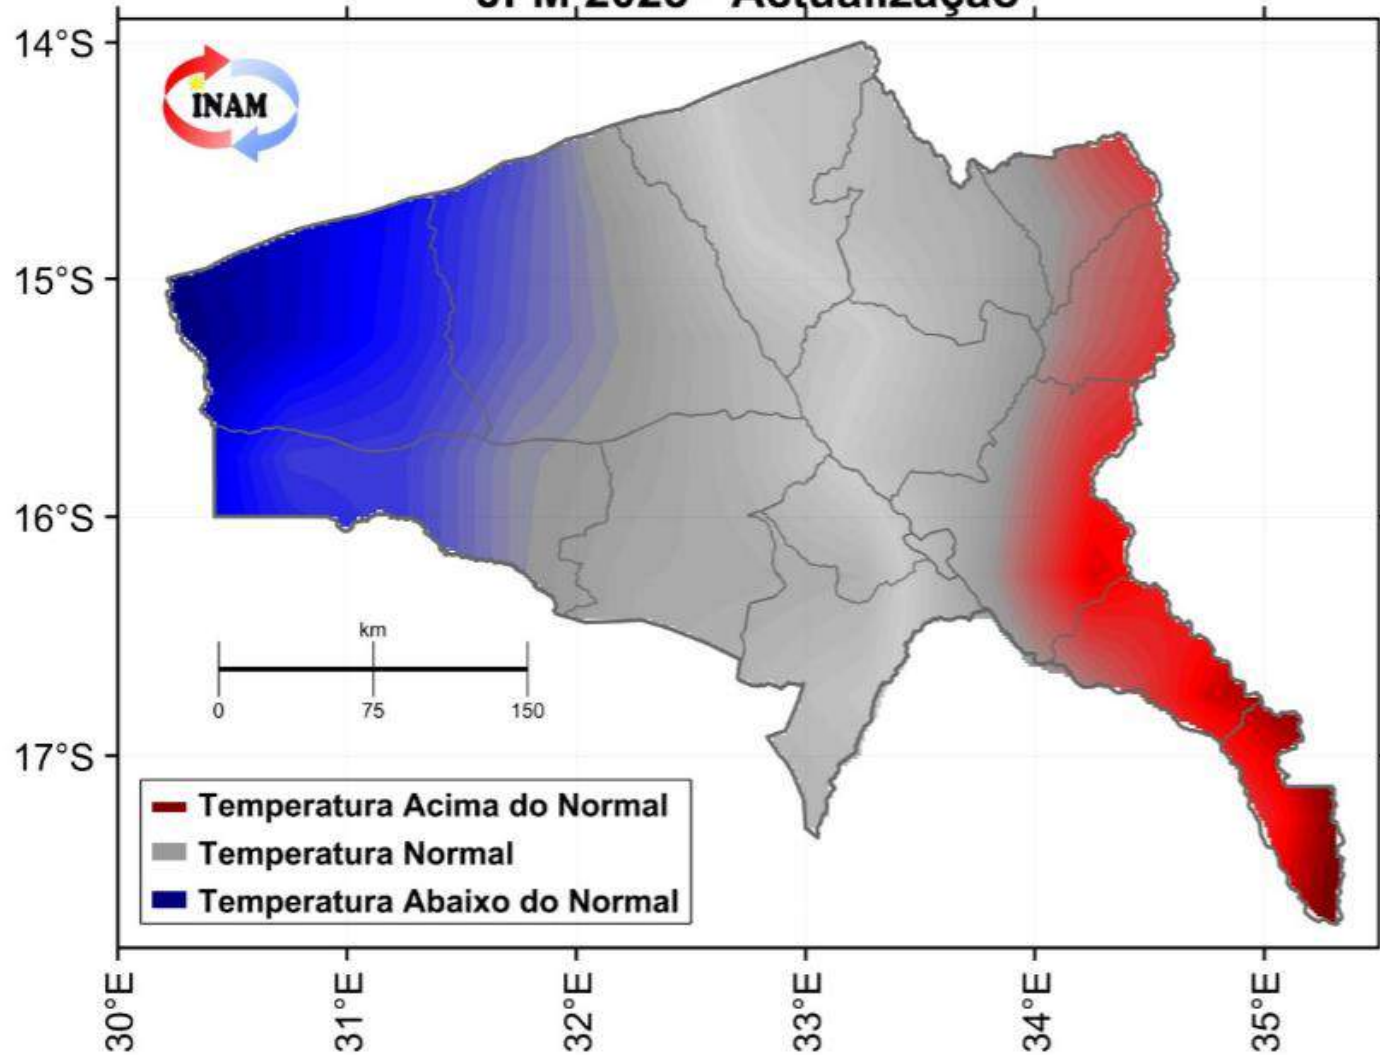 Actualização
14°S
INAM
15°S
16°S
km
0 75 150
17°S
Temperatura Acima do Normal
Temperatura Normal
Temperatura Abaixo do Normal
30°E 31°E 32°E 33°E 34°E 35°E